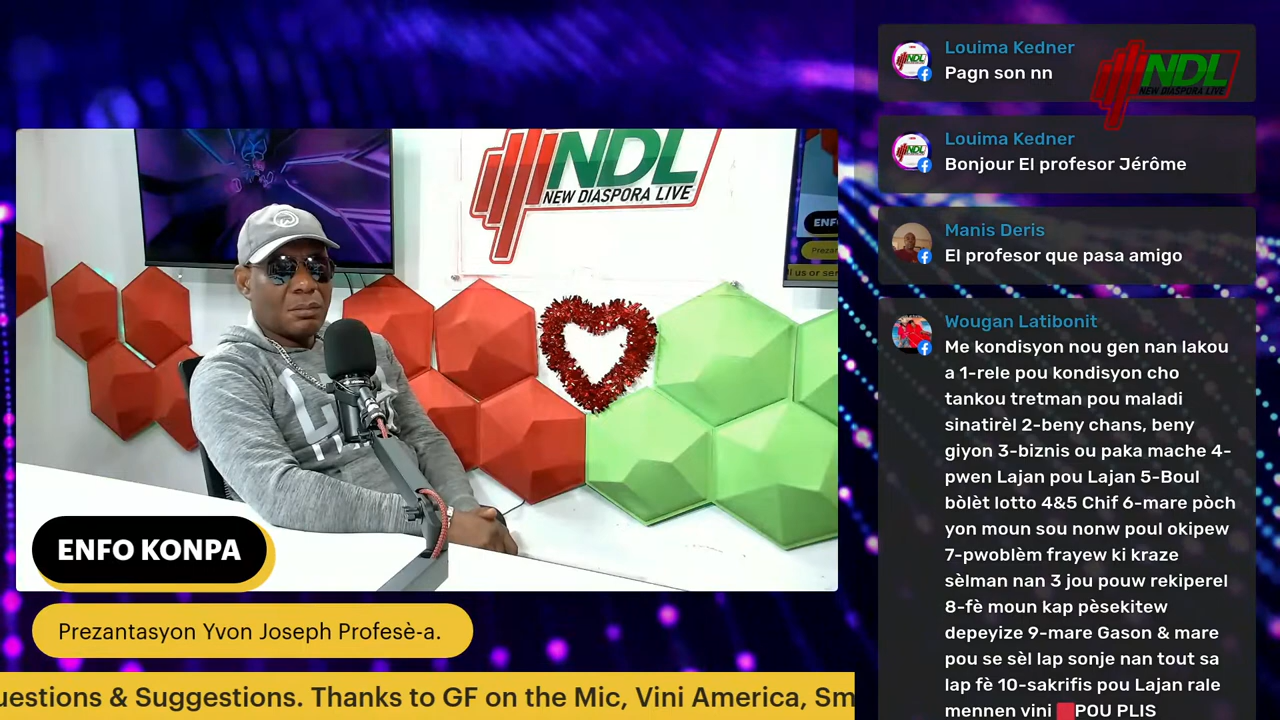 Louima Kedner
Pagn son nn
NDL
NEW DIASPORA LIVE
Louima Kedner
Bonjour El profesor Jérôme
Manis Deris
El profesor que pasa amigo
Wougan Latibonit
Me kondisyon nou gen nan lakou
a 1-rele pou kondisyon cho
tankou tretman pou maladi
sinatirèl 2-beny chans, beny
giyon 3-biznis ou paka mache 4-
pwen Lajan pou Lajan 5-Boul
bòlèt lotto 4&5 Chif 6-mare pòch
yon moun sou nonw poul okipew
7-pwoblèm frayew ki kraze
sèlman nan 3 jou pouw rekiperel
8-fè moun kap pèsekitew
depeyize 9-mare Gason & mare
pou se sèl lap sonje nan tout sa
lap fè 10-sakrifis pou Lajan rale
mennen vini POU PLIS
NDL
NEW DIASPORA LIVE
ENFO KONPA
Prezantasyon Yvon Joseph Profesè-a.
uestions & Suggestions. Thanks to GF on the Mic, Vini America, Sm